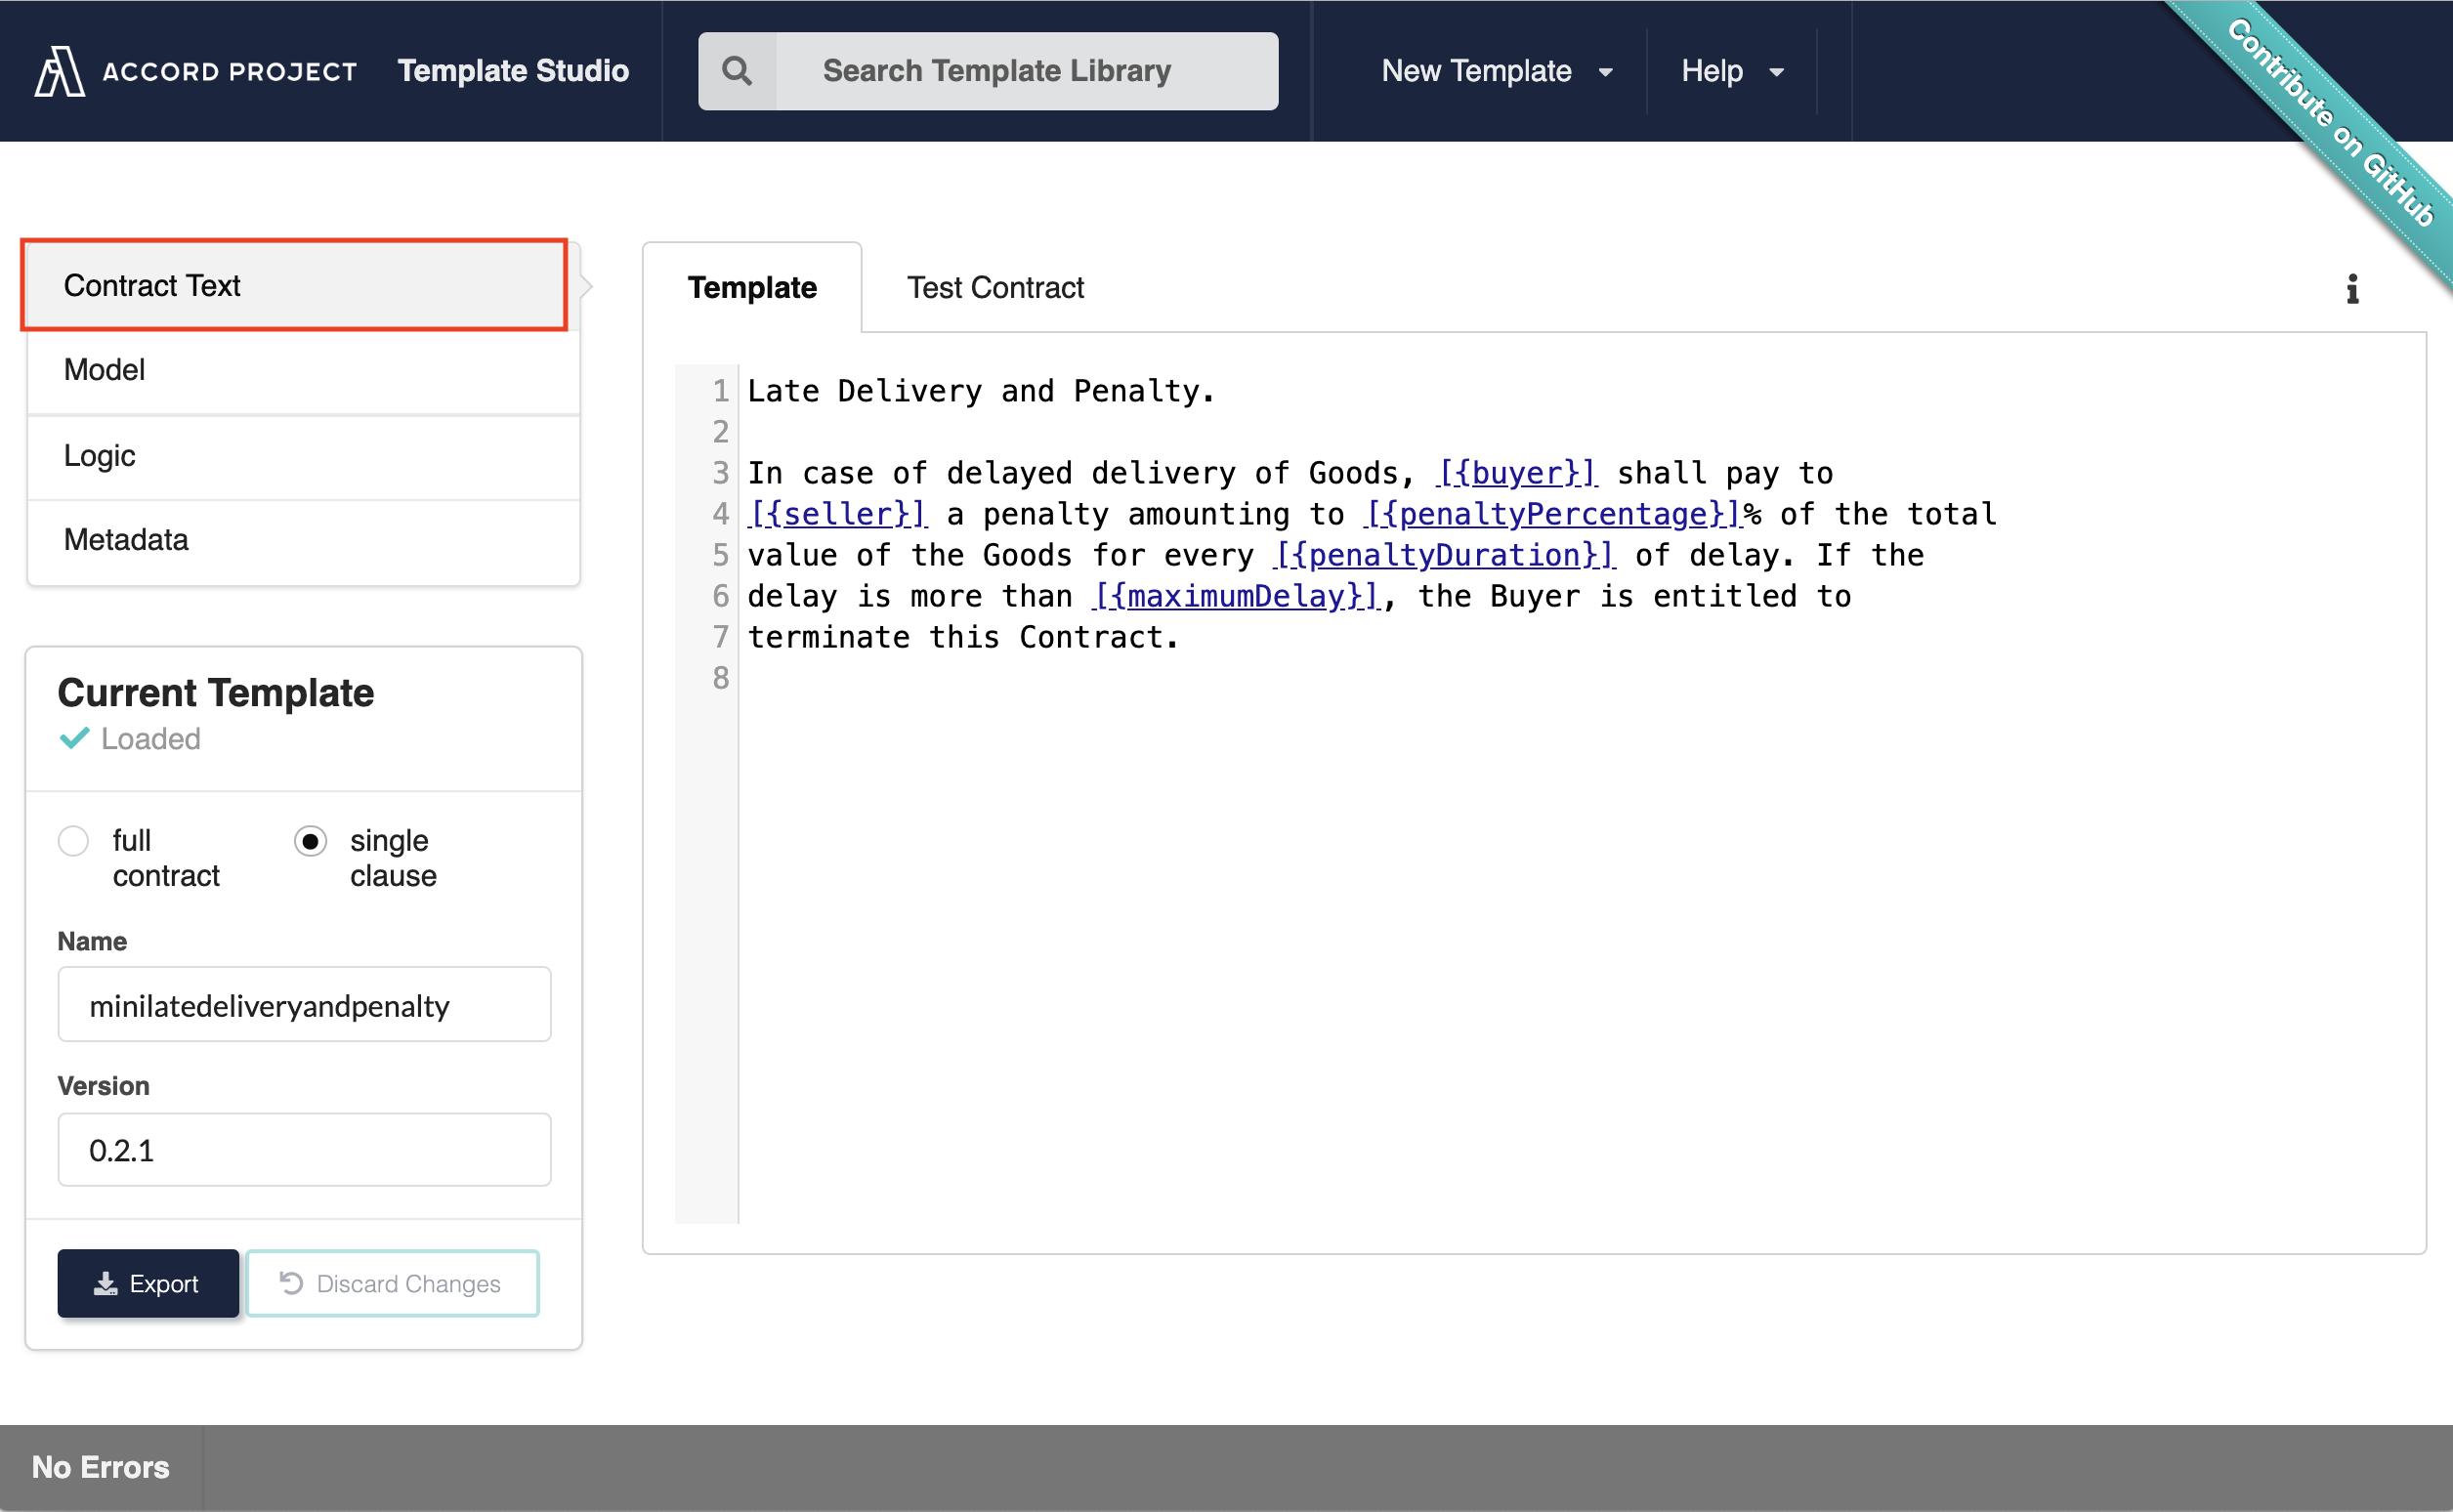 ACCORD PROJECT Template Studio
Search Template Library
New Template
Help
Contribute on GitHub
Contract Text
Model
Logic
Metadata
Current Template
Loaded
full contract
single clause
Name
minilatedeliveryandpenalty
Version
0.2.1
Export
Discard Changes
Template
Test Contract
1 Late Delivery and Penalty.
2
3 In case of delayed delivery of Goods, [{buyer}] shall pay to
4 [{seller}] a penalty amounting to [{penaltyPercentage}]% of the total
5 value of the Goods for every [{penaltyDuration}] of delay. If the
6 delay is more than [{maximumDelay}], the Buyer is entitled to
7 terminate this Contract.
8
No Errors